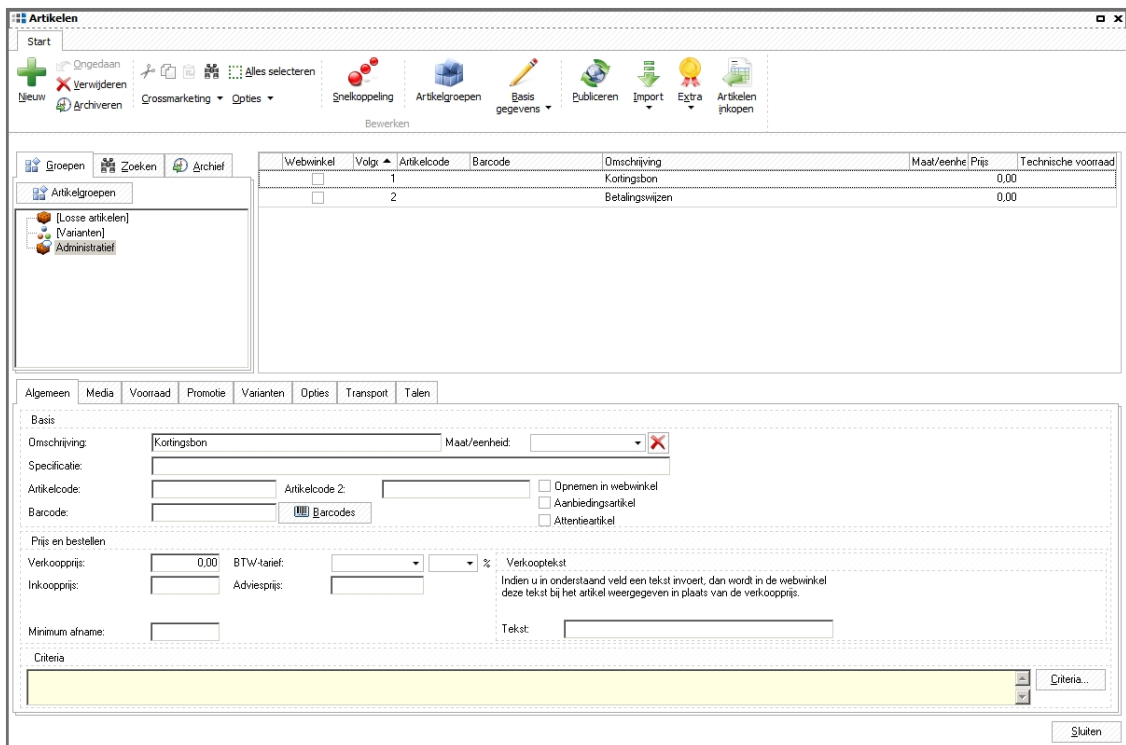 Artikelen
Start
Nieuw
Ongedaan
Verwijderen
Archiveren
Alles selecteren
Crossmarketing Opties
Snelkoppeling
Artikelgroepen
Basis gegevens
Publiceren
Import
Extra
Artikelen inkopen
Bewerken
Groepen Zoeken Archief
Artikelgroepen
[Losse artikelen]
[Varianten]
Administratief
Webwinkel Volg Artikelcode Barcode Omschrijving Maat/eenhe Prijs Technische voorraad
1 Kortingsbon 0,00
2 Betalingswijzen 0,00
Algemeen Media Voorraad Promotie Varianten Opties Transport Talen
Basis
Omschrijving: Kortingsbon Maat/eenheid:
Specificatie:
Artikelcode: Artikelcode 2: Opnemen in webwinkel
Aanbiedingsartikel
Barcode: Barcodes
Attentieartikel
Prijs en bestellen
Verkoopprijs: 0,00 BTW-tarief: % Verkooptekst
Inkoopprijs: Adviesprijs:
Indien u in onderstaand veld een tekst invoert, dan wordt in de webwinkel
deze tekst bij het artikel weergegeven in plaats van de verkoopprijs.
Minimum afname: Tekst:
Criteria
Criteria...
Sluiten